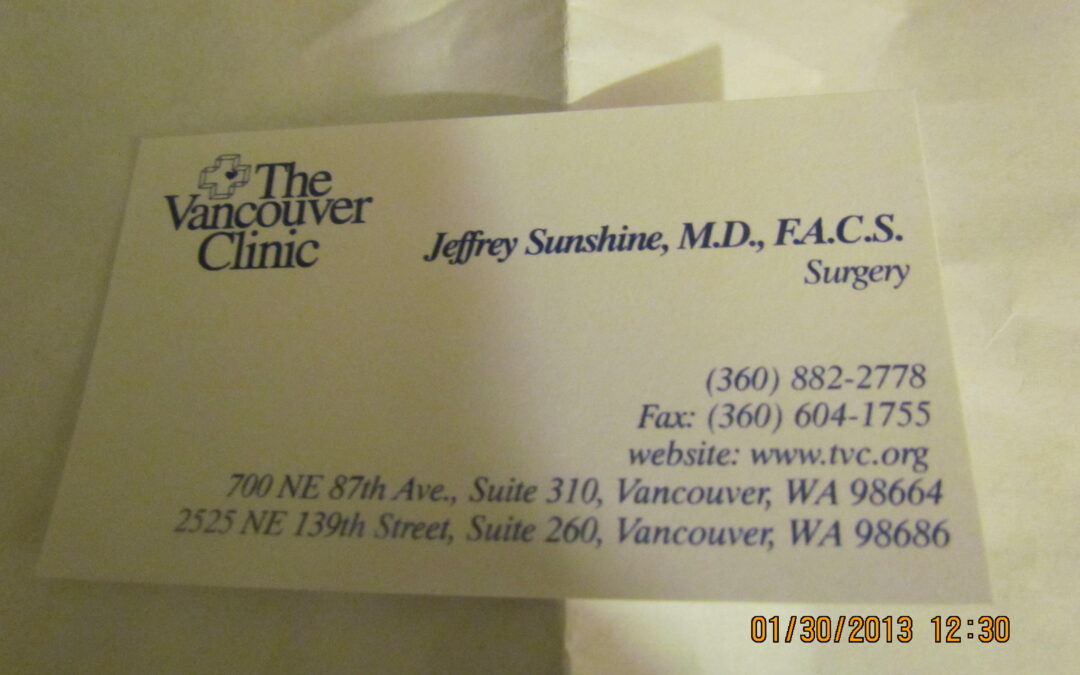 The
Vancouver
Clinic
Jeffrey Sunshine, M.D., F.A.C.S.
Surgery
(360) 882-2778
Fax: (360) 604-1755
website: www.tvc.org
700 NE 87th Ave., Suite 310, Vancouver, WA 98664
2525 NE 139th Street, Suite 260, Vancouver, WA 98686
01/30/2013 12:30